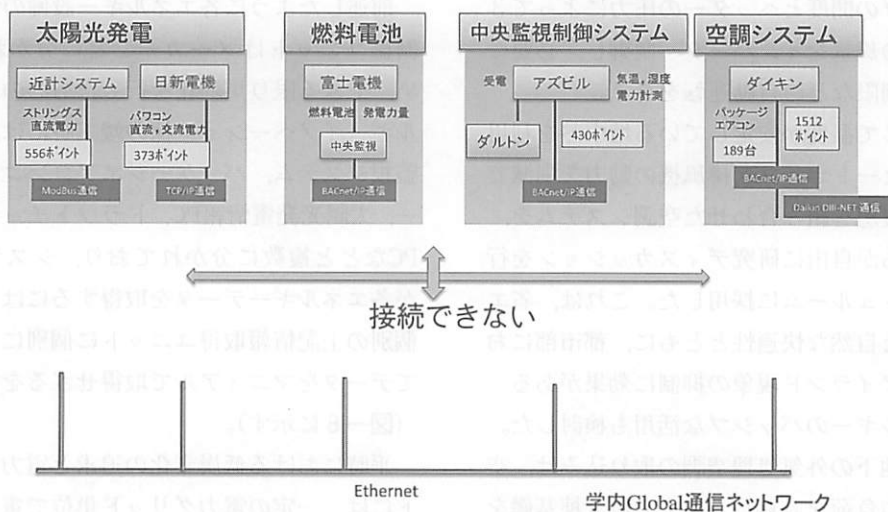 太陽光発電
近計システム
日新電機
ストリングス
直流電力
パワコン
直流，交流電力
556ポイント
373ポイント
ModBus通信
TCP/IP通信
燃料電池
富士電機
燃料電池
発電力量
中央監視
BACnet/IP通信
中央監視制御システム
受電
アズビル
気温，湿度
電力計測
ダルトン
430ポイント
BACnet/IP通信
空調システム
ダイキン
パッケージ
エアコン
189台
1512
ポイント
BACnet/IP通信
接続できない
Ethernet
学内Global通信ネットワーク